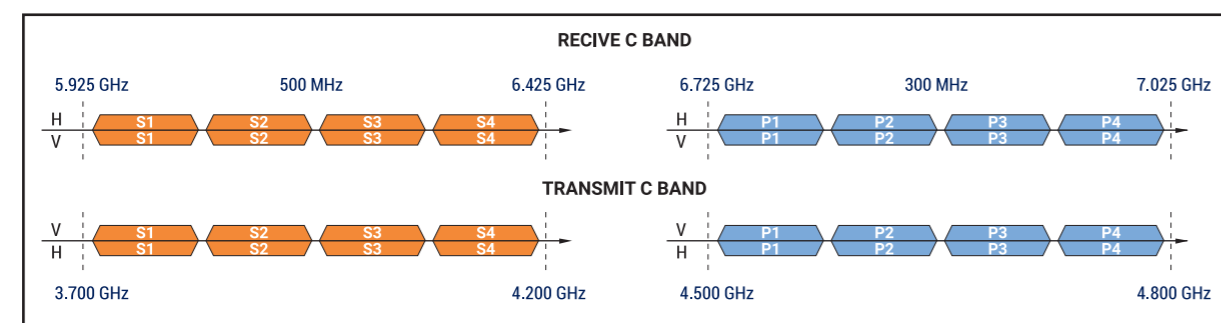 RECIVE C BAND
5.925 GHz 500 MHz 6.425 GHz 6.725 GHz 300 MHz 7.025 GHz
H S1 S2 S3 S4 H P1 P2 P3 P4
V S1 S2 S3 S4 V P1 P2 P3 P4
TRANSMIT C BAND
V S1 S2 S3 S4 V P1 P2 P3 P4
H S1 S2 S3 S4 H P1 P2 P3 P4
3.700 GHz 4.200 GHz 4.500 GHz 4.800 GHz